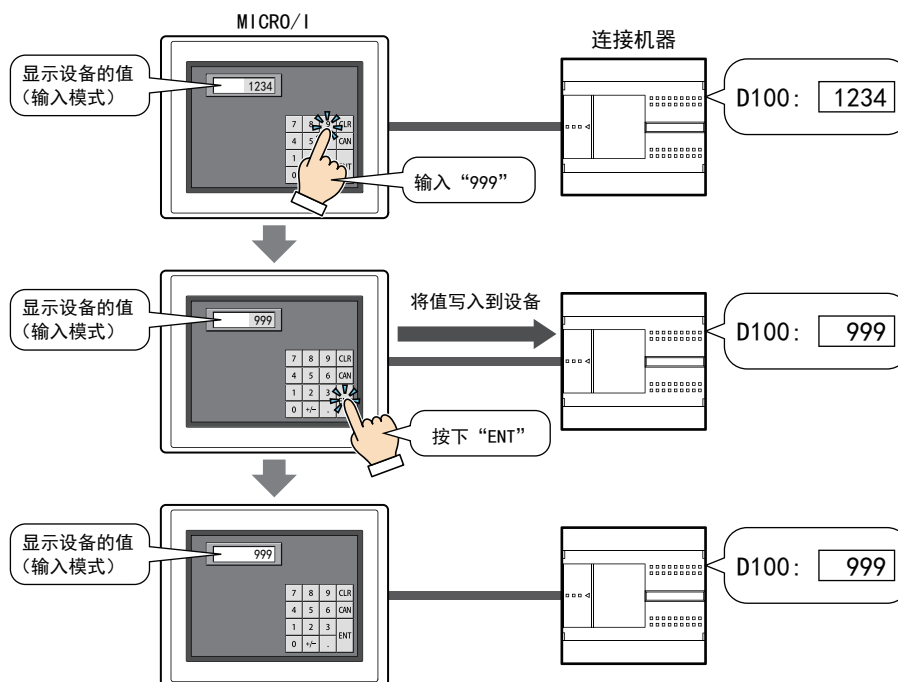 MICRO/I
连接机器
显示设备的值
(输入模式)
1234
D100: 1234
7 8 9 CLR
4 5 CAN
1
0
输入“999”
将值写入到设备
显示设备的值
(输入模式)
999
D100: 999
7 8 9 CLR
4 5 6 CAN
1 2 3
0 +/- .
按下“ENT”
显示设备的值
(输入模式)
999
D100: 999
7 8 9 CLR
4 5 6 CAN
1 2 3 ENT
0 +/- .